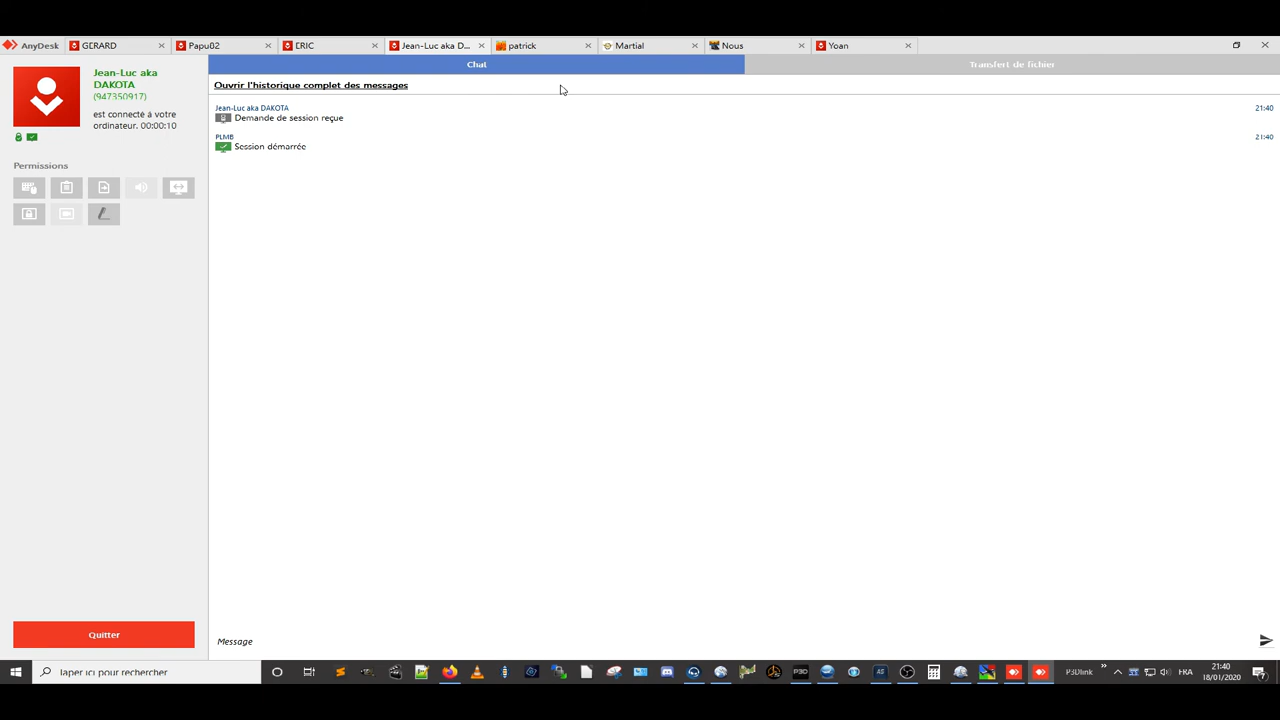 AnyDesk GERARD Papu02 ERIC Jean-Luc aka D... patrick Martial Nous Yoan
Chat Transfert de fichier
Jean-Luc aka
DAKOTA
(947350917)
est connecté à votre
ordinateur. 00:00:10
Permissions
Ouvrir l'historique complet des messages
Jean-Luc aka DAKOTA 21:40
Demande de session reçue
PLMB 21:40
Session démarrée
Quitter
Message
Taper ici pour rechercher
P3D
AS
P3Dlink
FR
21:40
18/01/2020